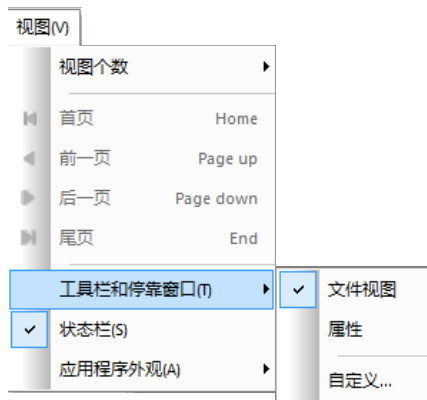 视图(V)
视图个数
首页 Home
前一页 Page up
后一页 Page down
尾页 End
工具栏和停靠窗口(T)
文件视图
状态栏(S)
属性
应用程序外观(A)
自定义...